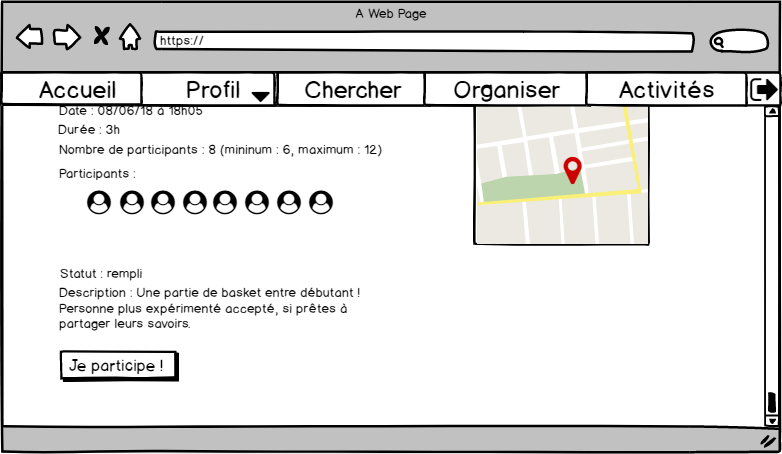 A Web Page
https://
Accueil
Profil
Chercher
Organiser
Activités
Date : 08/06/18 à 18h05
Durée : 3h
Nombre de participants : 8 (mininum : 6, maximum : 12)
Participants :
Statut : rempli
Description : Une partie de basket entre débutant !
Personne plus expérimenté accepté, si prêtes à
partager leurs savoirs.
Je participe !